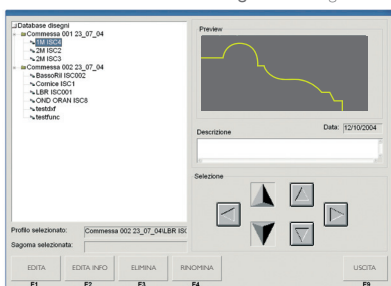 Database disegni
Commessa 001 23_07_04
1M ISC4
2M ISC2
2M ISC3
Commessa 002 23_07_04
BassoRil ISC002
Cornice ISC1
LBR ISC001
OND ORAN ISC8
testdxf
testfunc
Preview
Data: 12/10/2004
Descrizione
Selezione
Profilo selezionato: Commessa 002 23_07_04\LBR ISC
Sagoma selezionata:
EDITA EDITA INFO ELIMINA RINOMINA USCITA
F1 F2 F3 F4 F9